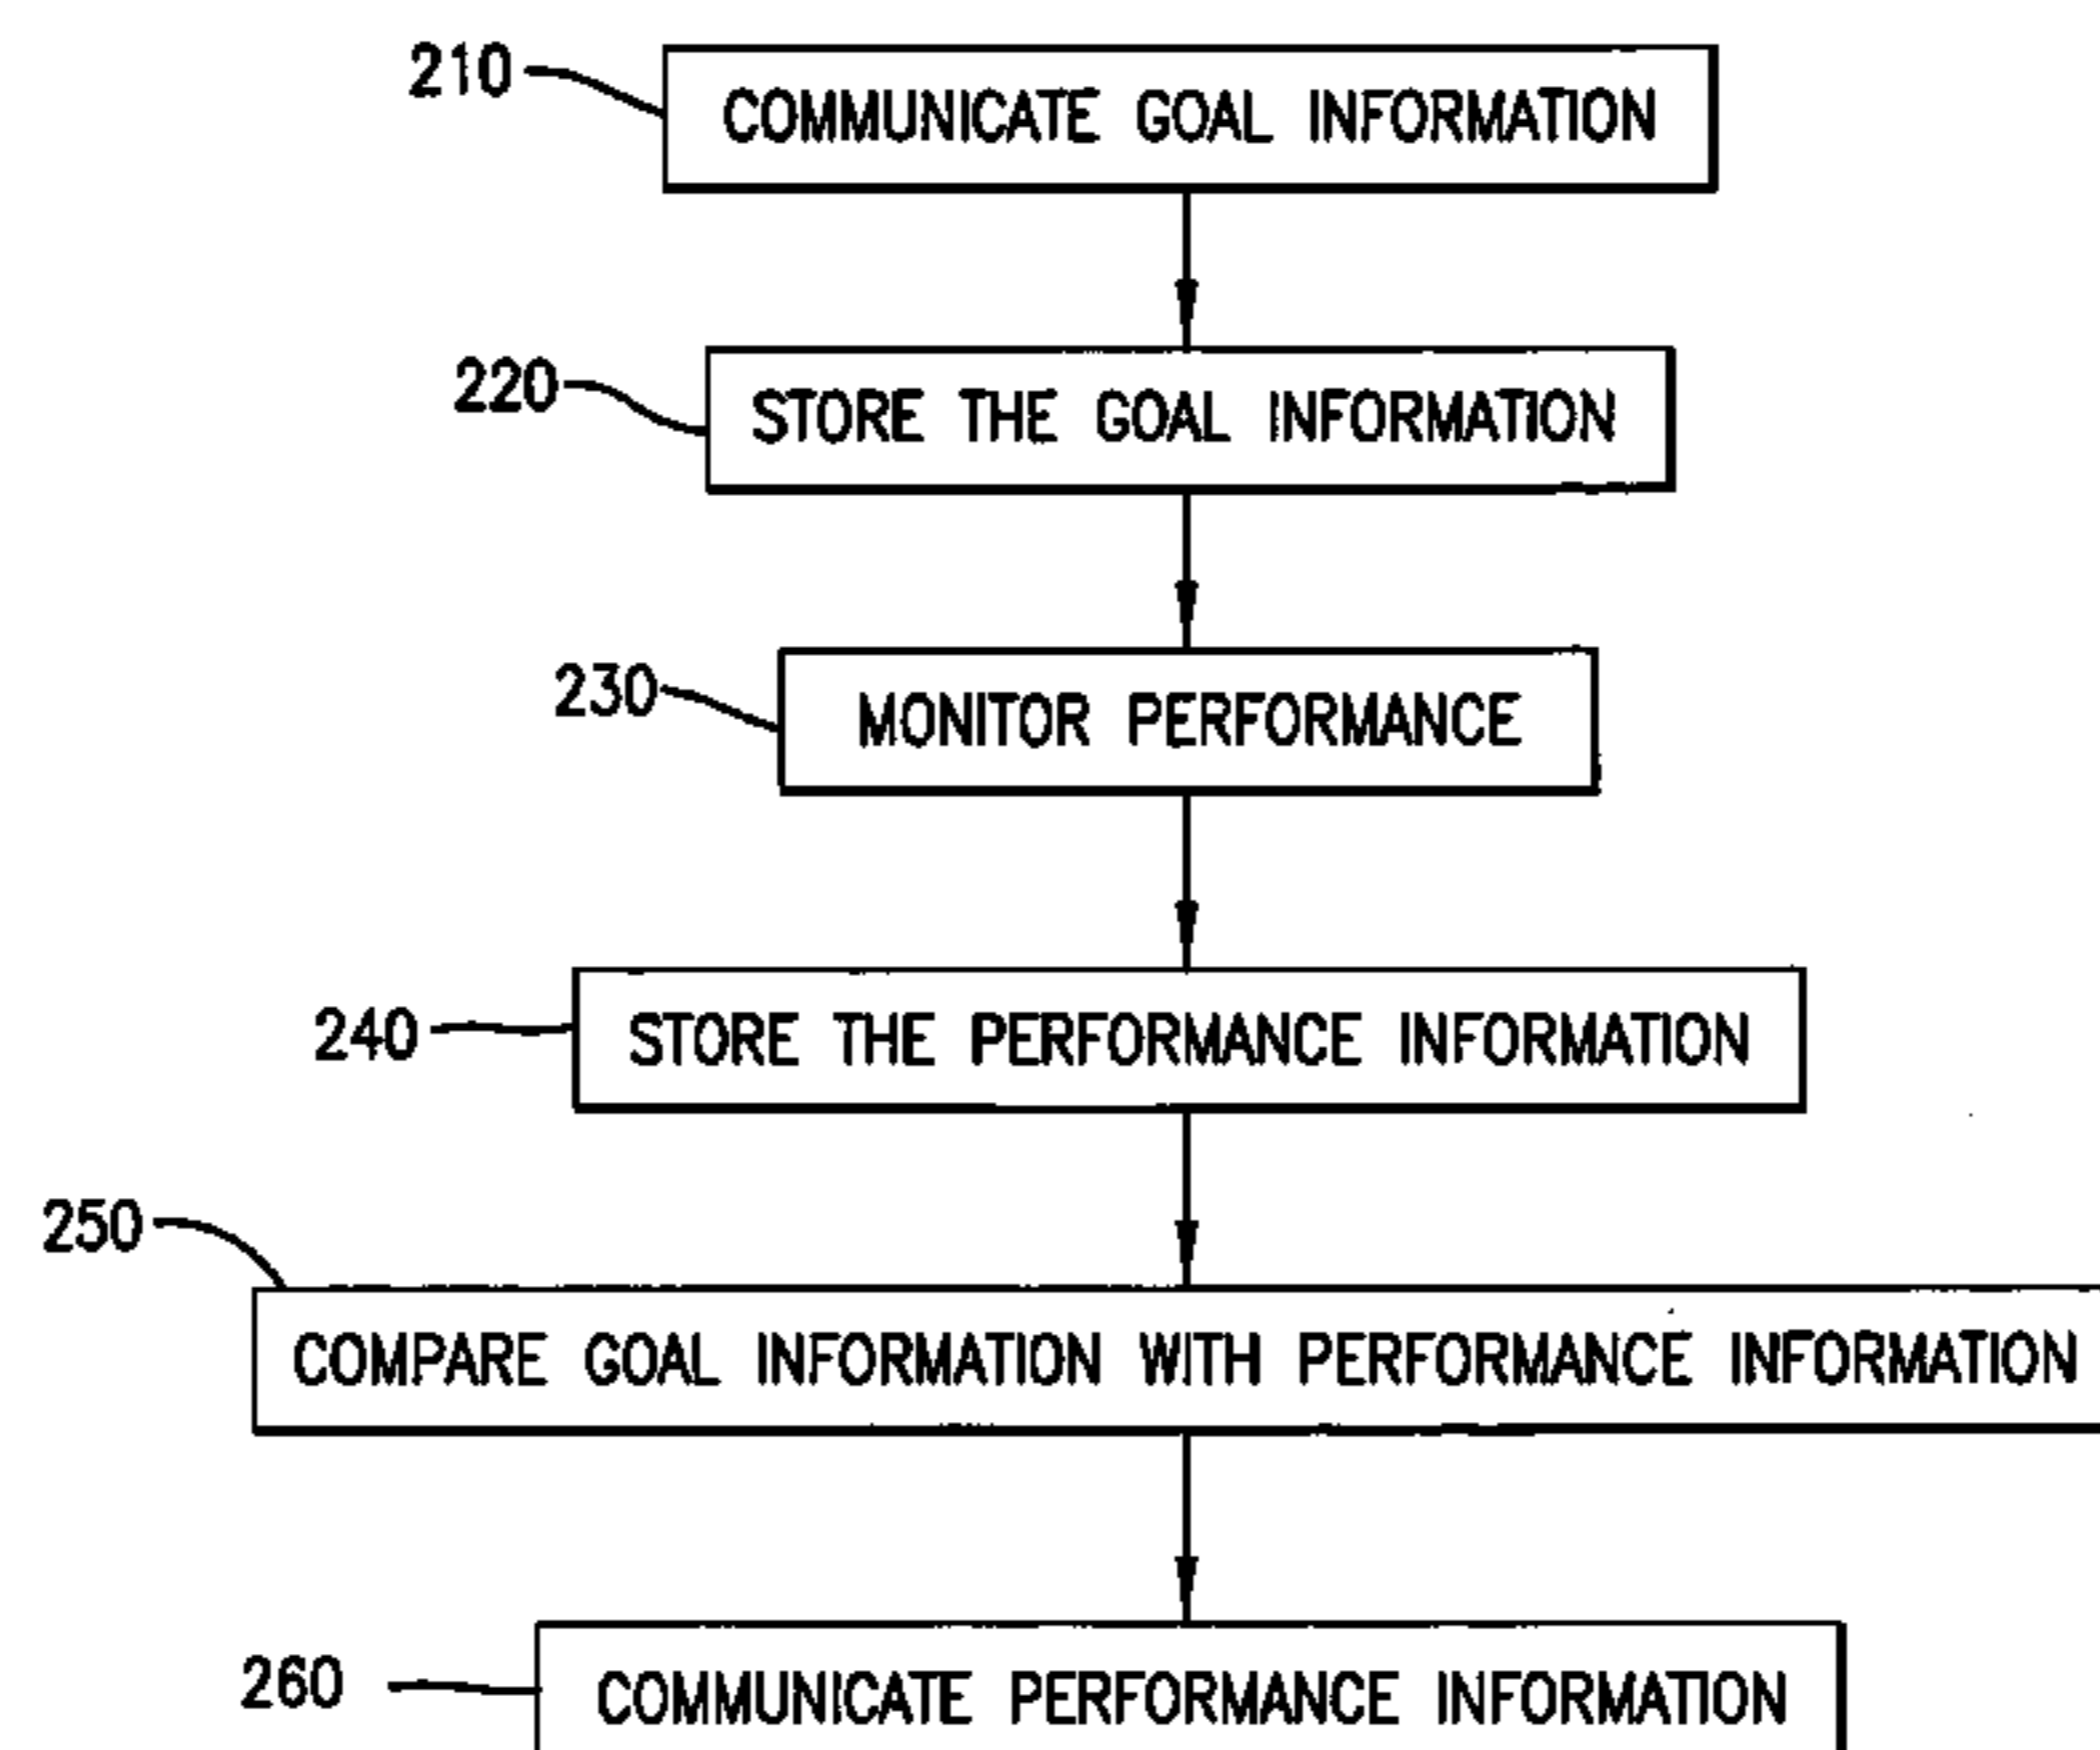 210 COMMUNICATE GOAL INFORMATION
220 STORE THE GOAL INFORMATION
230 MONITOR PERFORMANCE
240 STORE THE PERFORMANCE INFORMATION
250
COMPARE GOAL INFORMATION WITH PERFORMANCE INFORMATION
260 COMMUNICATE PERFORMANCE INFORMATION